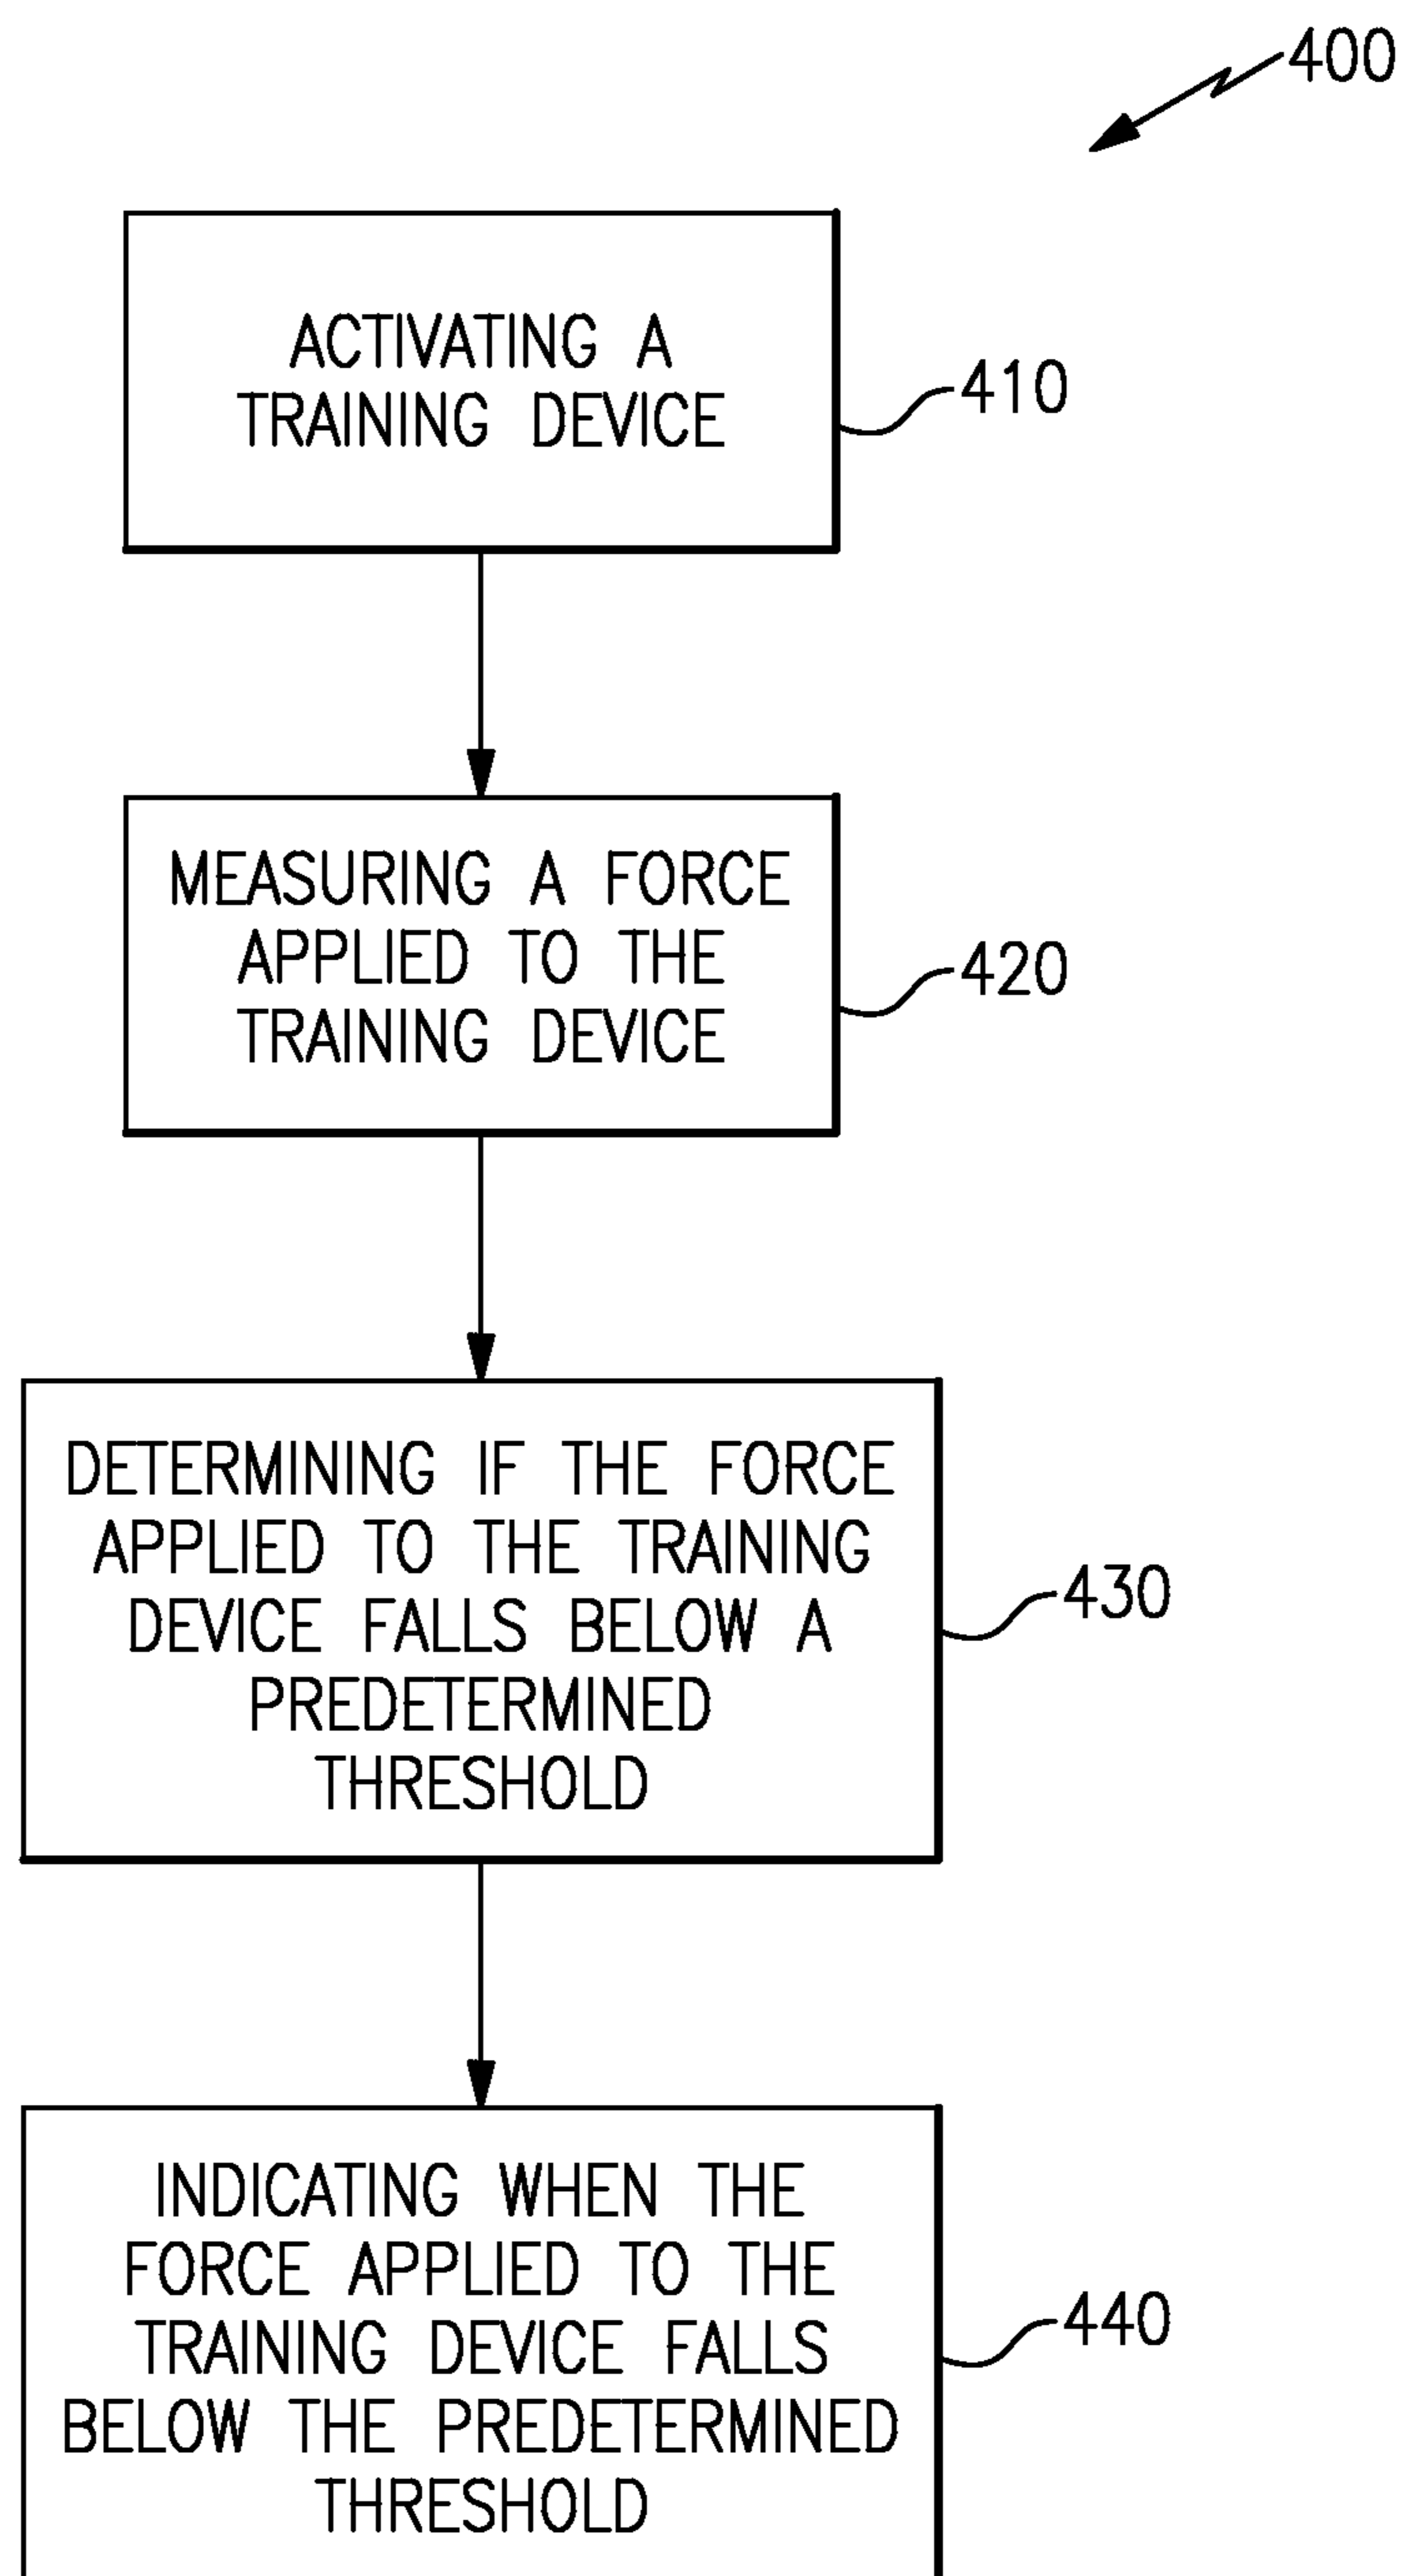 400
ACTIVATING A
TRAINING DEVICE
410
MEASURING A FORCE
APPLIED TO THE
TRAINING DEVICE
420
DETERMINING IF THE FORCE
APPLIED TO THE TRAINING
DEVICE FALLS BELOW A
PREDETERMINED
THRESHOLD
430
INDICATING WHEN THE
FORCE APPLIED TO THE
TRAINING DEVICE FALLS
BELOW THE PREDETERMINED
THRESHOLD
440